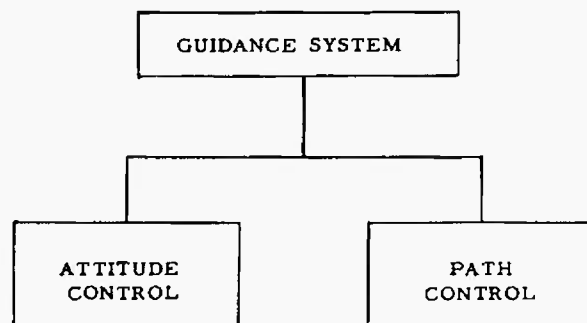 GUIDANCE SYSTEM
ATTITUDE
CONTROL
PATH
CONTROL